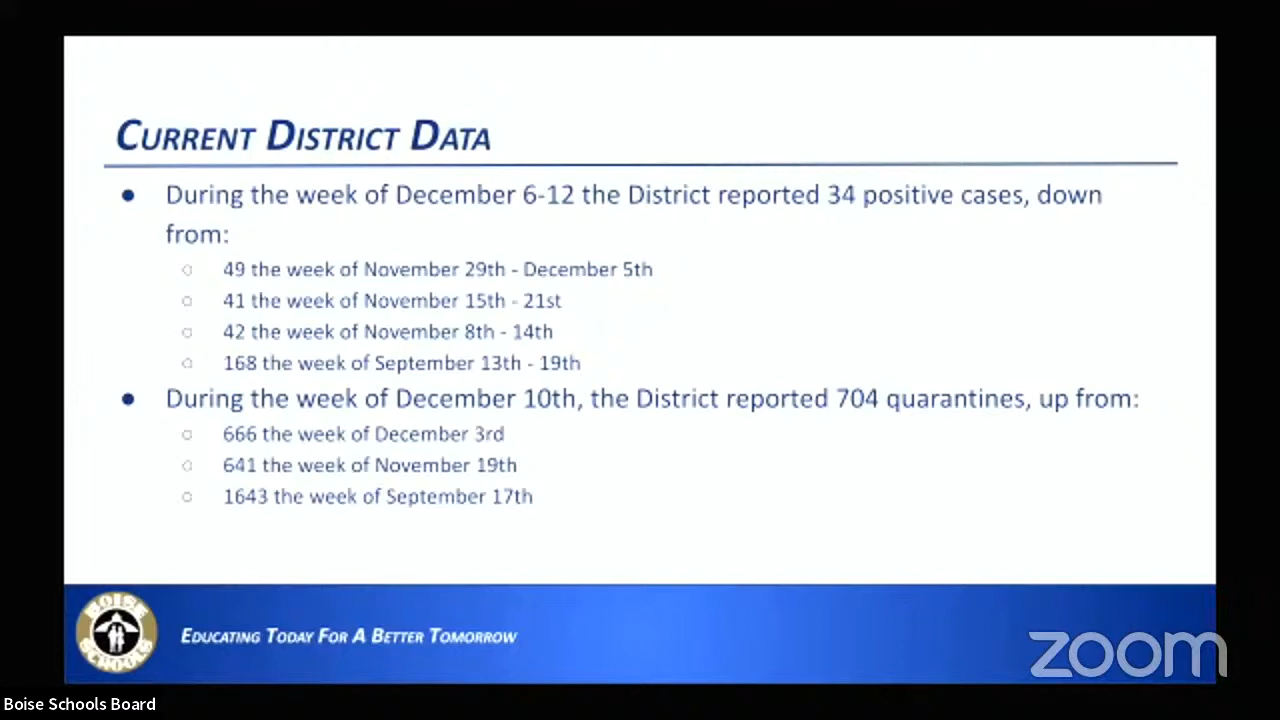 CURRENT DISTRICT DATA
● During the week of December 6-12 the District reported 34 positive cases, down
from:
○ 49 the week of November 29th - December 5th
○ 41 the week of November 15th - 21st
○ 42 the week of November 8th - 14th
○ 168 the week of September 13th - 19th
● During the week of December 10th, the District reported 704 quarantines, up from:
○ 666 the week of December 3rd
○ 641 the week of November 19th
○ 1643 the week of September 17th
BOISE
SCHOOLS
EDUCATING TODAY FOR A BETTER TOMORROW
zoom
Boise Schools Board